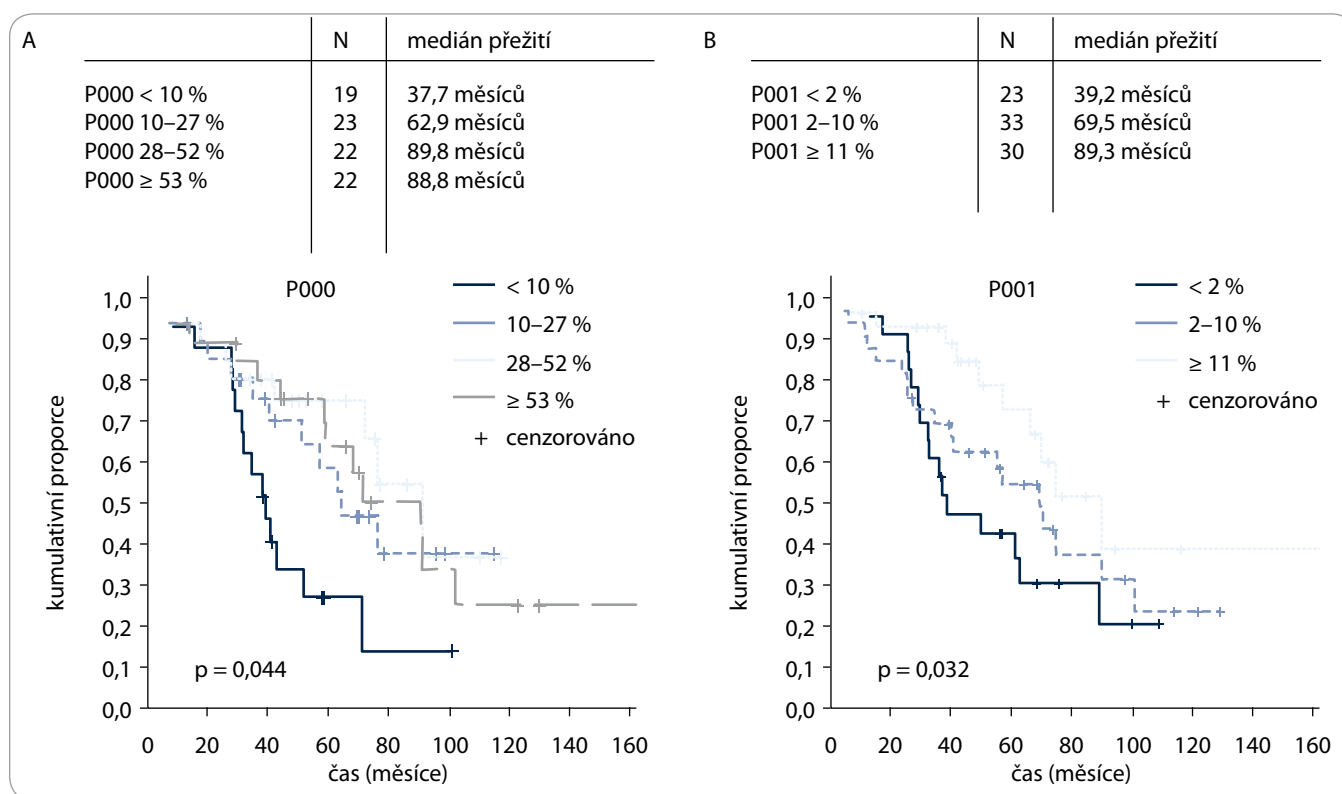 A
N medián přežití
P000 < 10 % 19 37,7 měsíců
P000 10–27 % 23 62,9 měsíců
P000 28–52 % 22 89,8 měsíců
P000 ≥ 53 % 22 88,8 měsíců
P000
< 10 %
10–27 %
28–52 %
≥ 53 %
+ cenzorováno
kumulativní proporce
1,0
0,9
0,8
0,7
0,6
0,5
0,4
0,3
0,2
0,1
0,0
p = 0,044
0 20 40 60 80 100 120 140 160
čas (měsíce)
B
N medián přežití
P001 < 2 % 23 39,2 měsíců
P001 2–10 % 33 69,5 měsíců
P001 ≥ 11 % 30 89,3 měsíců
P001
< 2 %
2–10 %
≥ 11 %
+ cenzorováno
kumulativní proporce
1,0
0,9
0,8
0,7
0,6
0,5
0,4
0,3
0,2
0,1
0,0
p = 0,032
0 20 40 60 80 100 120 140 160
čas (měsíce)